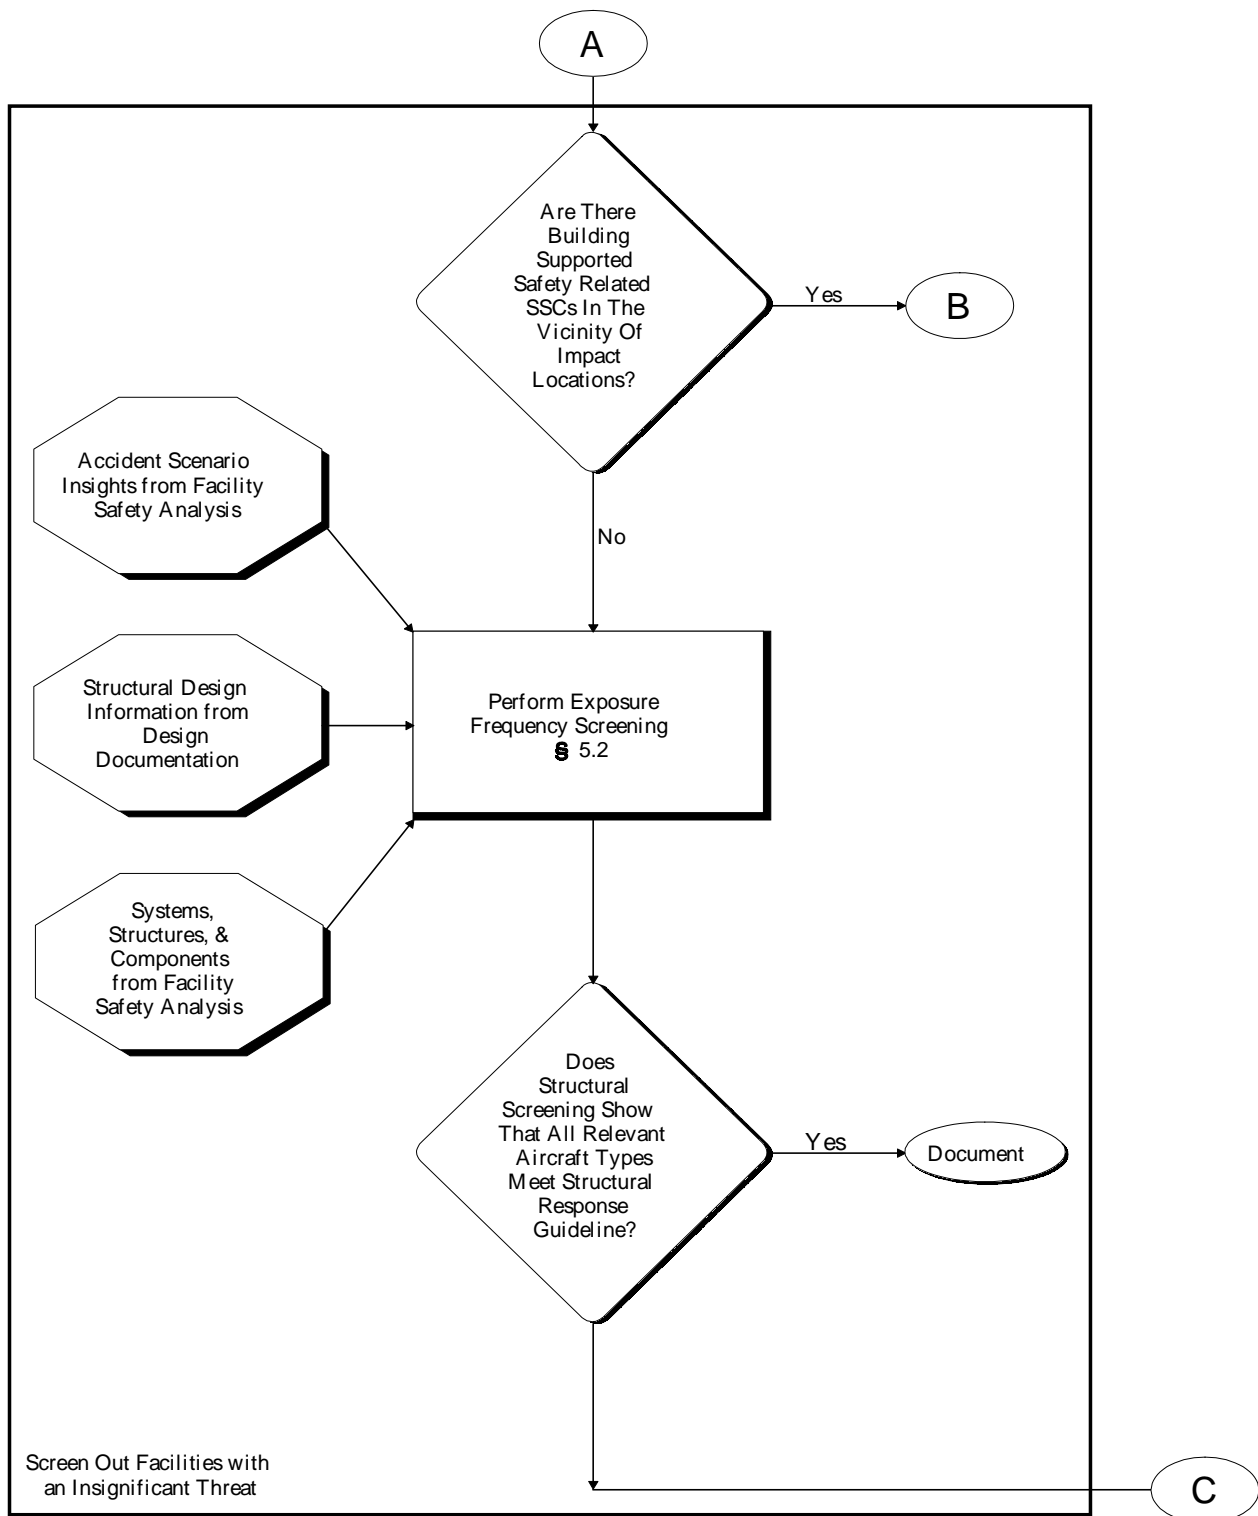 A
Are There
Building
Supported
Safety Related
SSCs In The
Vicinity Of
Impact
Locations?
Yes
B
Accident Scenario
Insights from Facility
Safety Analysis
No
Structural Design
Information from
Design
Documentation
Perform Exposure
Frequency Screening
§ 5.2
Systems,
Structures, &
Components
from Facility
Safety Analysis
Does
Structural
Screening Show
That All Relevant
Aircraft Types
Meet Structural
Response
Guideline?
Yes
Document
Screen Out Facilities with
an Insignificant Threat
C